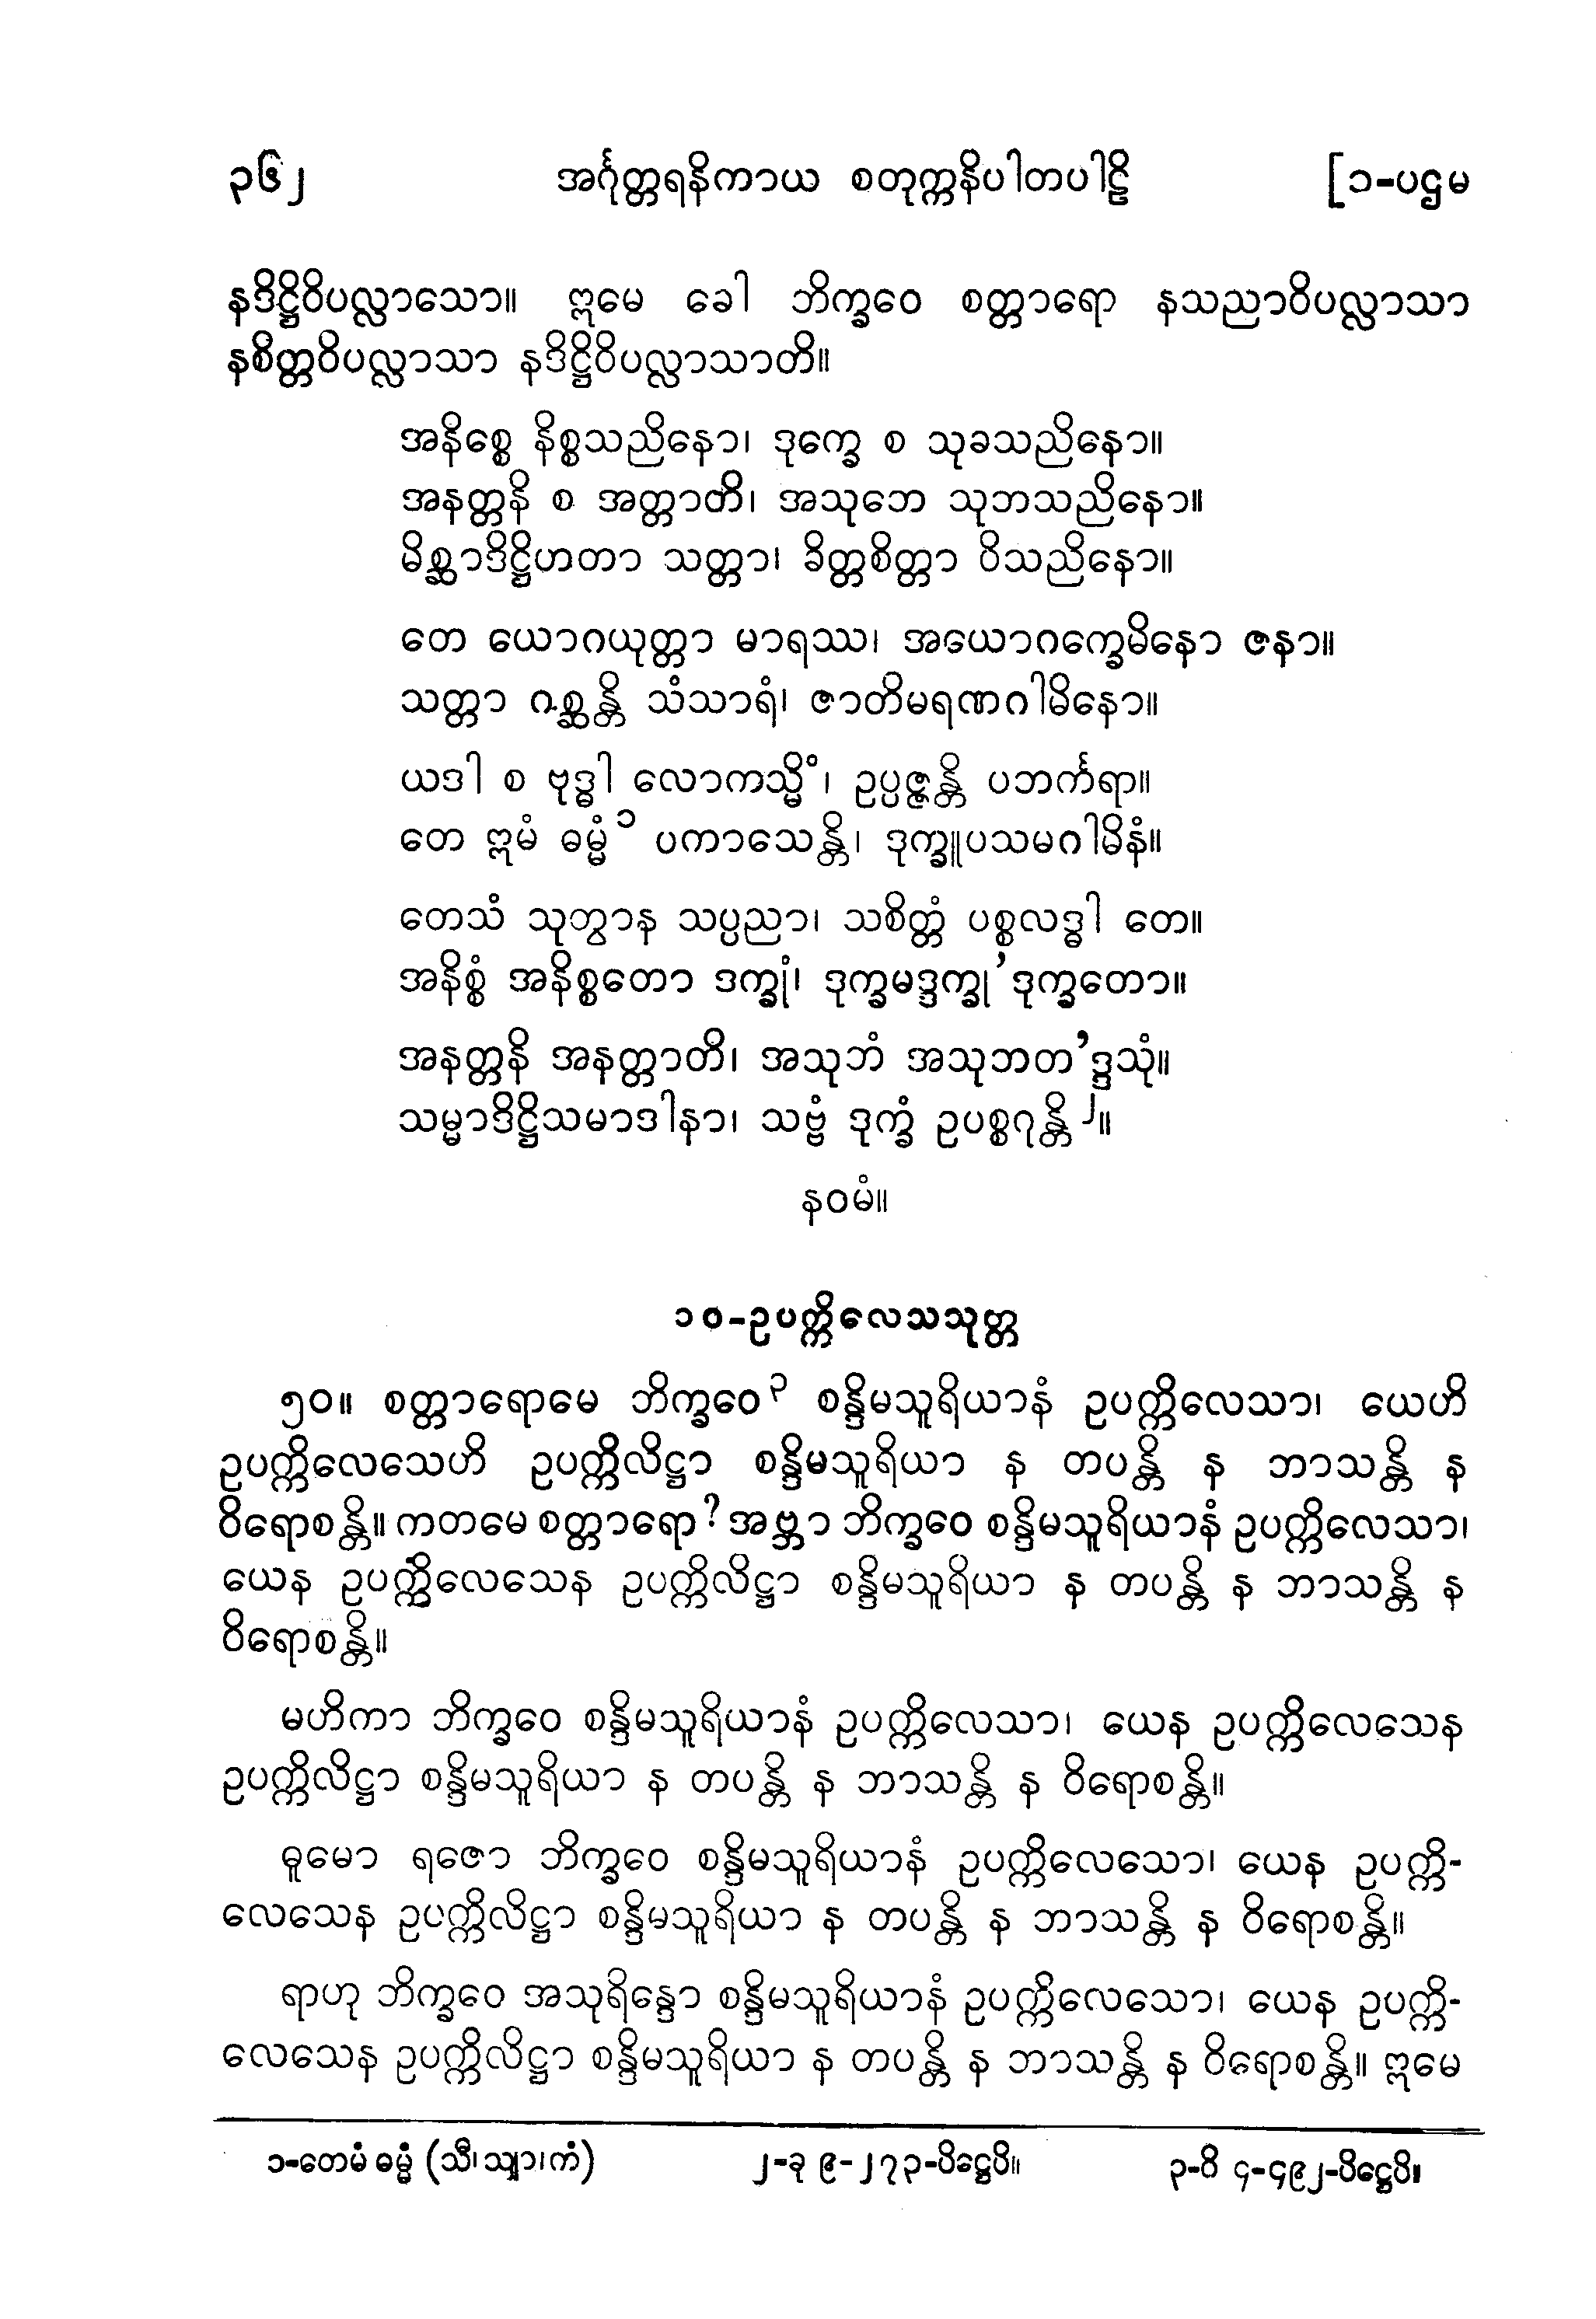 ၃၆၂ အင်္ဂုတ္တရနိကာယ စတုက္ကနိပါတပါဠိ [၁-ပဌမ
နဒိဋ္ဌိဝိပလ္လာသော။ ဣမေ ခေါ ဘိက္ခဝေ စတ္တာရော နသညာဝိပလ္လာသာ
နစိတ္တဝိပလ္လာသာ နဒိဋ္ဌိဝိပလ္လာသာတိ။
အနိစ္စေ နိစ္စသညိနော၊ ဒုက္ခေ စ သုခသညိနော။
အနတ္တနိ စ အတ္တာတိ၊ အသုဘေ သုဘသညိနော။
မိစ္ဆာဒိဋ္ဌိဟတာ သတ္တာ၊ ခိတ္တစိတ္တာ ဝိသညိနော။
တေ ယောဂယုတ္တာ မာရဿ၊ အယောဂက္ခေမိနော ဇနာ။
သတ္တာ ဂစ္ဆန္တိ သံသာရံ၊ ဇာတိမရဏဂါမိနော။
ယဒါ စ ဗုဒ္ဓါ လောကသ္မိံ၊ ဥပ္ပဇ္ဇန္တိ ပဘင်္ကရာ။
တေ ဣမံ ဓမ္မံ ၁ ပကာသေန္တိ၊ ဒုက္ခူပသမဂါမိနံ။
တေသံ သုတွာန သပ္ပညာ၊ သစိတ္တံ ပစ္စလဒ္ဓါ တေ။
အနိစ္စံ အနိစ္စတော ဒက္ခုံ၊ ဒုက္ခမဒ္ဒက္ခု’ဒုက္ခတော။
အနတ္တနိ အနတ္တာတိ၊ အသုဘံ အသုဘတ’ဒ္ဒသုံ။
သမ္မာဒိဋ္ဌိသမာဒါနာ၊ သဗ္ဗံ ဒုက္ခံ ဥပစ္စဂုန္တိ ၂။
နဝမံ။
၁၀-ဥပက္ကိလေသသုတ္တ
၅၀။ စတ္တာရောမေ ဘိက္ခဝေ ၃ စန္ဒိမသူရိယာနံ ဥပက္ကိလေသာ၊ ယေဟိ
ဥပက္ကိလေသေဟိ ဥပက္ကိလိဋ္ဌာ စန္ဒိမသူရိယာ န တပန္တိ န ဘာသန္တိ န
ဝိရောစန္တိ။ ကတမေ စတ္တာရော? အဗ္ဘာ ဘိက္ခဝေ စန္ဒိမသူရိယာနံ ဥပက္ကိလေသာ၊
ယေန ဥပက္ကိလေသေန ဥပက္ကိလိဋ္ဌာ စန္ဒိမသူရိယာ န တပန္တိ န ဘာသန္တိ န
ဝိရောစန္တိ။
မဟိကာ ဘိက္ခဝေ စန္ဒိမသူရိယာနံ ဥပက္ကိလေသာ၊ ယေန ဥပက္ကိလေသေန
ဥပက္ကိလိဋ္ဌာ စန္ဒိမသူရိယာ န တပန္တိ န ဘာသန္တိ န ဝိရောစန္တိ။
ဓူမော ရဇော ဘိက္ခဝေ စန္ဒိမသူရိယာနံ ဥပက္ကိလေသော၊ ယေန ဥပက္ကိ-
လေသေန ဥပက္ကိလိဋ္ဌာ စန္ဒိမသူရိယာ န တပန္တိ န ဘာသန္တိ န ဝိရောစန္တိ။
ရာဟု ဘိက္ခဝေ အသုရိန္ဒော စန္ဒိမသူရိယာနံ ဥပက္ကိလေသော၊ ယေန ဥပက္ကိ-
လေသေန ဥပက္ကိလိဋ္ဌာ စန္ဒိမသူရိယာ န တပန္တိ န ဘာသန္တိ န ဝိရောစန္တိ။ ဣမေ
၁-တေမံ ဓမ္မံ (သီ၊ သျာ၊ ကံ) ၂-ခု ၉-၂၇၃-ပိဋ္ဌေပိ။ ၃-ဝိ ၄-၄၉၂-ပိဋ္ဌေပိ။